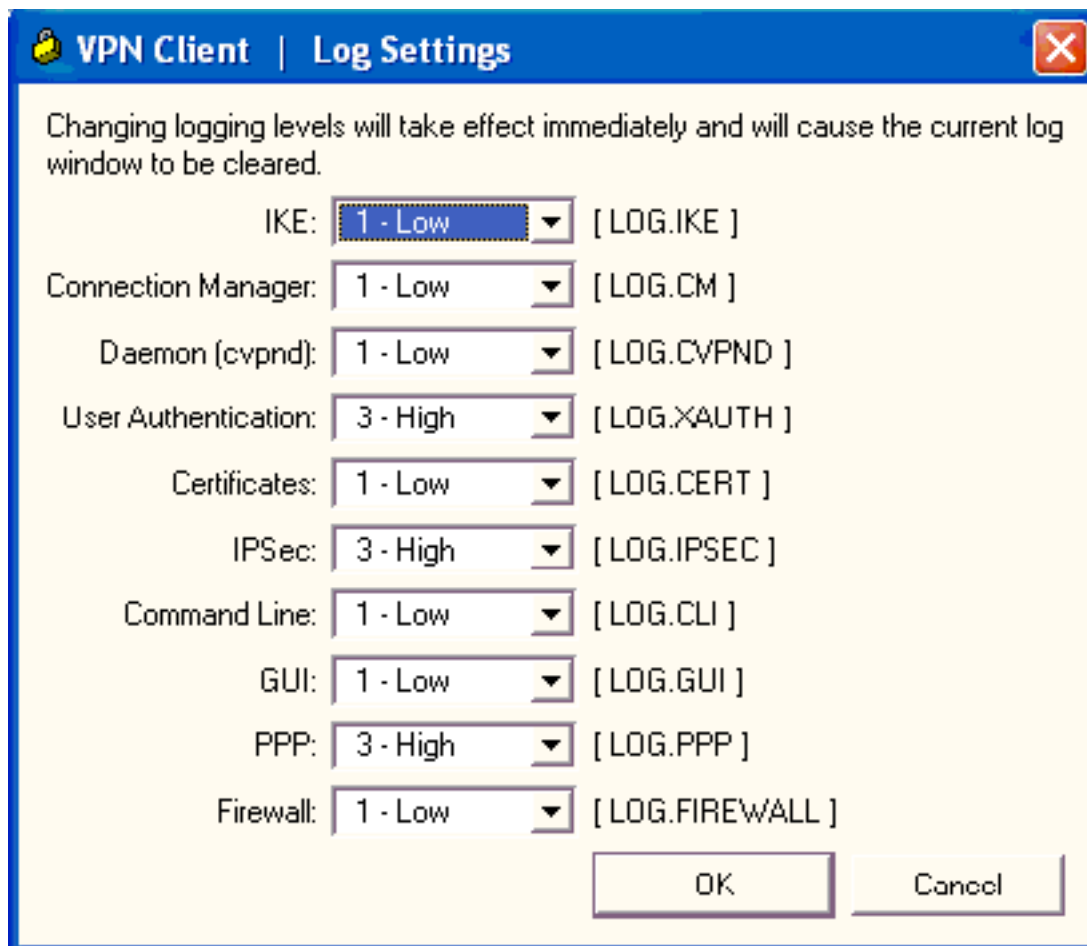 VPN Client | Log Settings
Changing logging levels will take effect immediately and will cause the current log
window to be cleared.
IKE: 1 - Low [ LOG.IKE ]
Connection Manager: 1 - Low [ LOG.CM ]
Daemon (cvpnd): 1 - Low [ LOG.CVPND ]
User Authentication: 3 - High [ LOG.XAUTH ]
Certificates: 1 - Low [ LOG.CERT ]
IPSec: 3 - High [ LOG.IPSEC ]
Command Line: 1 - Low [ LOG.CLI ]
GUI: 1 - Low [ LOG.GUI ]
PPP: 3 - High [ LOG.PPP ]
Firewall: 1 - Low [ LOG.FIREWALL ]
OK Cancel